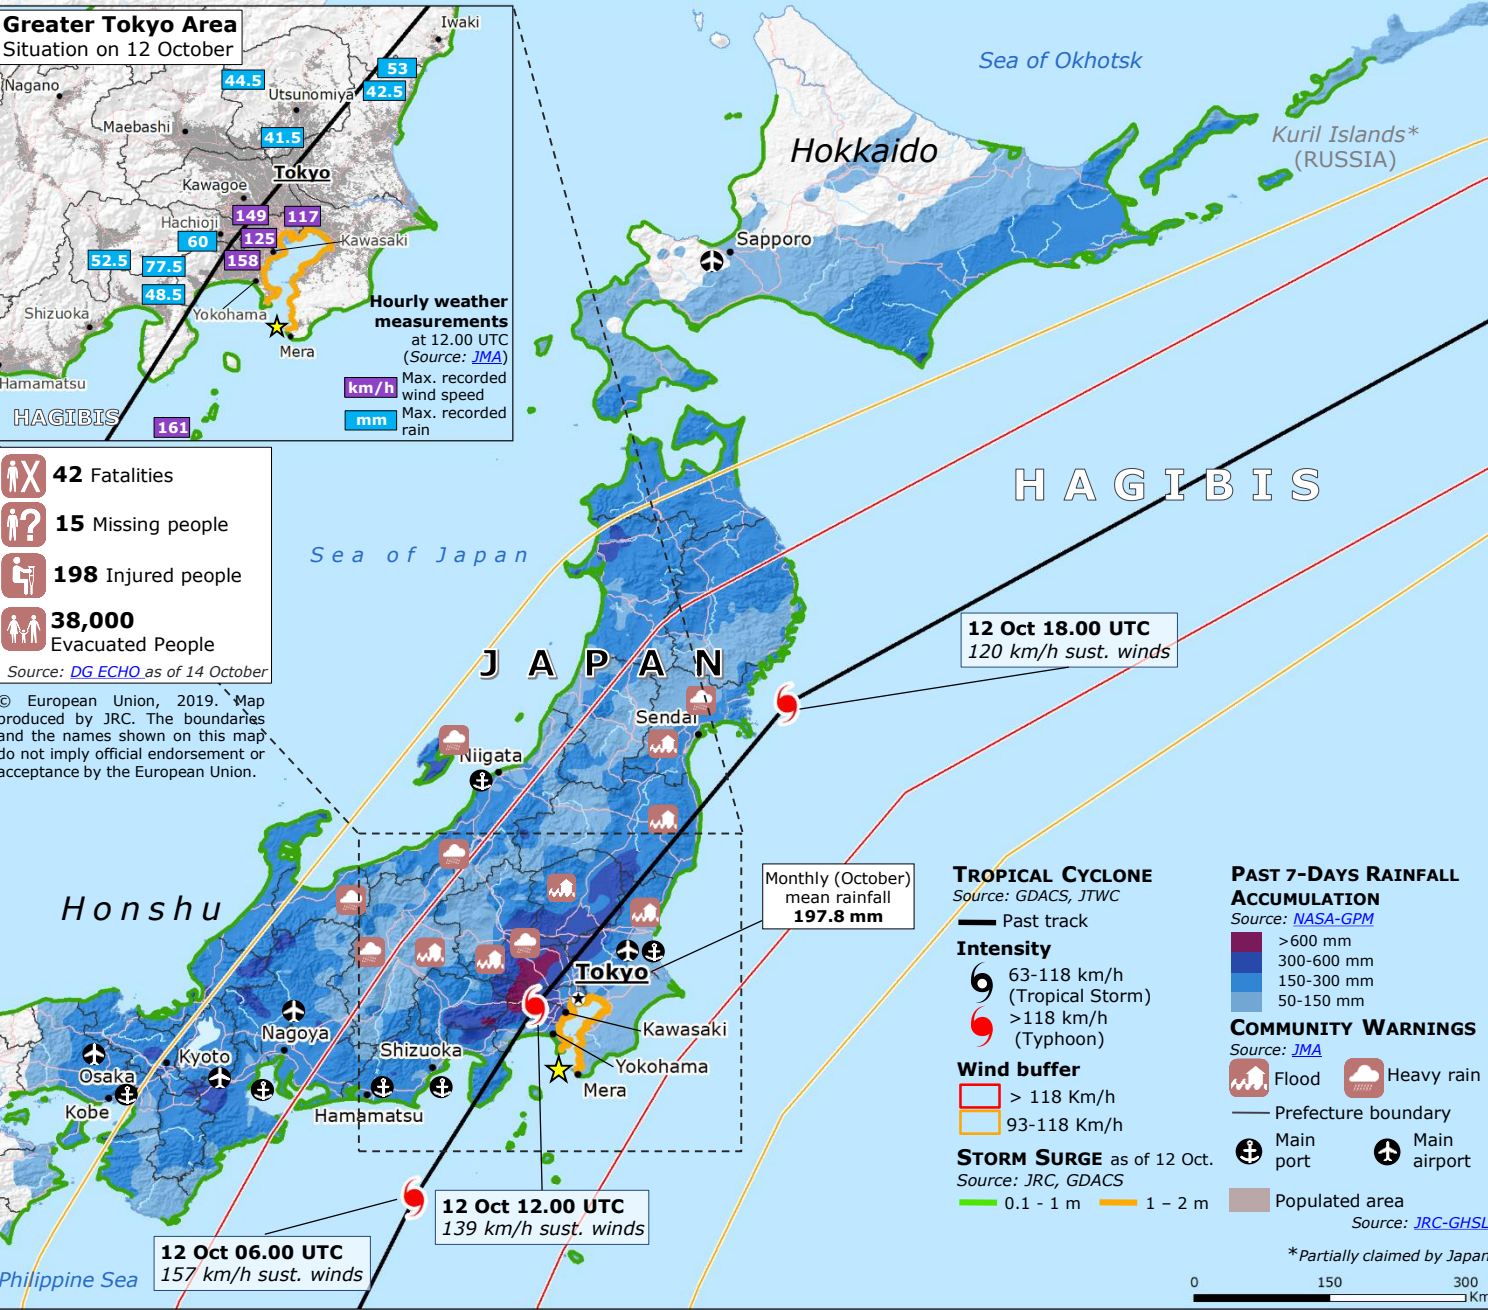 Greater Tokyo Area
Situation on 12 October
Iwaki
Nagano
44.5
53
42.5
Utsunomiya
Maebashi
41.5
Tokyo
Kawagoe
149
117
Hachioji
60
125
Kawasaki
52.5
77.5
158
48.5
Shizuoka
Yokohama
Mera
Hamamatsu
HAGIBIS
161
Hourly weather
measurements
at 12.00 UTC
(Source: JMA)
km/h Max. recorded
wind speed
mm Max. recorded
rain
42 Fatalities
15 Missing people
198 Injured people
38,000
Evacuated People
Source: DG ECHO as of 14 October
© European Union, 2019. Map
produced by JRC. The boundaries
and the names shown on this map
do not imply official endorsement or
acceptance by the European Union.
Sea of Okhotsk
Hokkaido
Kuril Islands*
(RUSSIA)
Sapporo
HAGIBIS
Sea of Japan
JAPAN
12 Oct 18.00 UTC
120 km/h sust. winds
Sendai
Niigata
Honshu
Monthly (October)
mean rainfall
197.8 mm
Tokyo
Nagoya
Kawasaki
Kyoto
Shizuoka
Yokohama
Osaka
Mera
Kobe
Hamamatsu
12 Oct 12.00 UTC
139 km/h sust. winds
12 Oct 06.00 UTC
157 km/h sust. winds
Philippine Sea
TROPICAL CYCLONE
Source: GDACS, JTWC
Past track
Intensity
63-118 km/h
(Tropical Storm)
>118 km/h
(Typhoon)
Wind buffer
> 118 Km/h
93-118 Km/h
STORM SURGE as of 12 Oct.
Source: JRC, GDACS
0.1 - 1 m
1 – 2 m
PAST 7-DAYS RAINFALL
ACCUMULATION
Source: NASA-GPM
>600 mm
300-600 mm
150-300 mm
50-150 mm
COMMUNITY WARNINGS
Source: JMA
Flood
Heavy rain
Prefecture boundary
Main
port
Main
airport
Populated area
Source: JRC-GHSL
*Partially claimed by Japan
0 150 300
Km